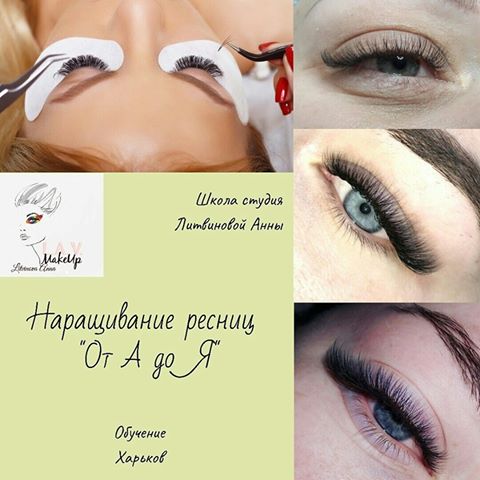 LAV
MakeUp
Litvinova Anna
Школа студия
Литвиновой Анны
Наращивание ресниц
"От А до Я"
Обучение
Харьков